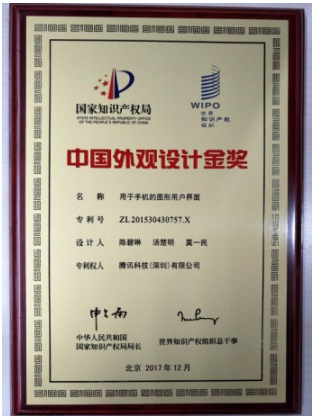 国家知识产权局
STATE INTELLECTUAL PROPERTY OFFICE
OF THE PEOPLE'S REPUBLIC OF CHINA
WIPO
世界
知识产权
组织
中国外观设计金奖
名称 用于手机的图形用户界面
专利号 ZL 201530430757.X
设计人 陈碧琳 汤楚明 莫一民
专利权人 腾讯科技(深圳)有限公司
中华人民共和国
国家知识产权局局长
世界知识产权组织总干事
北京 2017年12月